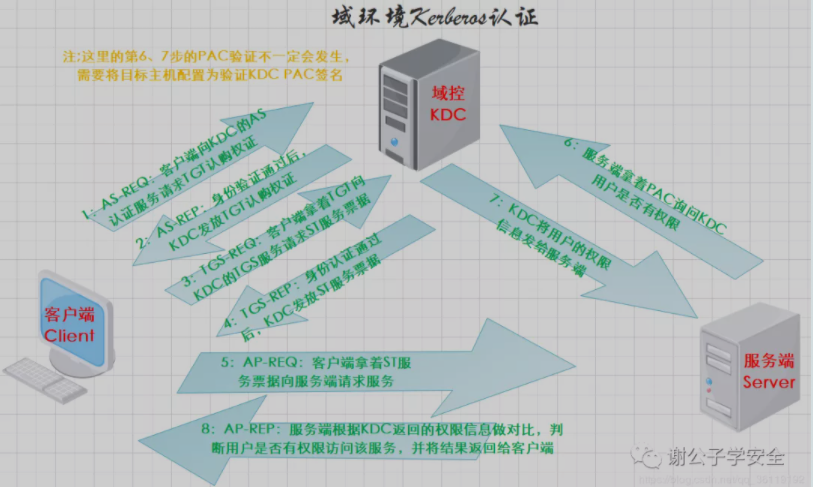 域环境Kerberos认证
注;这里的第6、7步的PAC验证不一定会发生,
需要将目标主机配置为验证KDC PAC签名
域控
KDC
1：AS-REQ：客户端向KDC的AS
认证服务请求TGT认购权证
2：AS-REP：身份验证通过后,
KDC发放TGT认购权证
3：TGS-REQ：客户端拿着TGT向
KDC的TGS服务请求ST服务票据
4：TGS-REP：身份认证通过
后，KDC发放ST服务票据
6：服务端拿着PAC询问KDC
用户是否有权限
7：KDC将用户的权限
信息发给服务端
客户端
Client
5：AP-REQ：客户端拿着ST服
务票据向服务端请求服务
服务端
Server
8：AP-REP：服务端根据KDC返回的权限信息做对比，判
断用户是否有权限访问该服务，并将结果返回给客户端
谢公子学安全